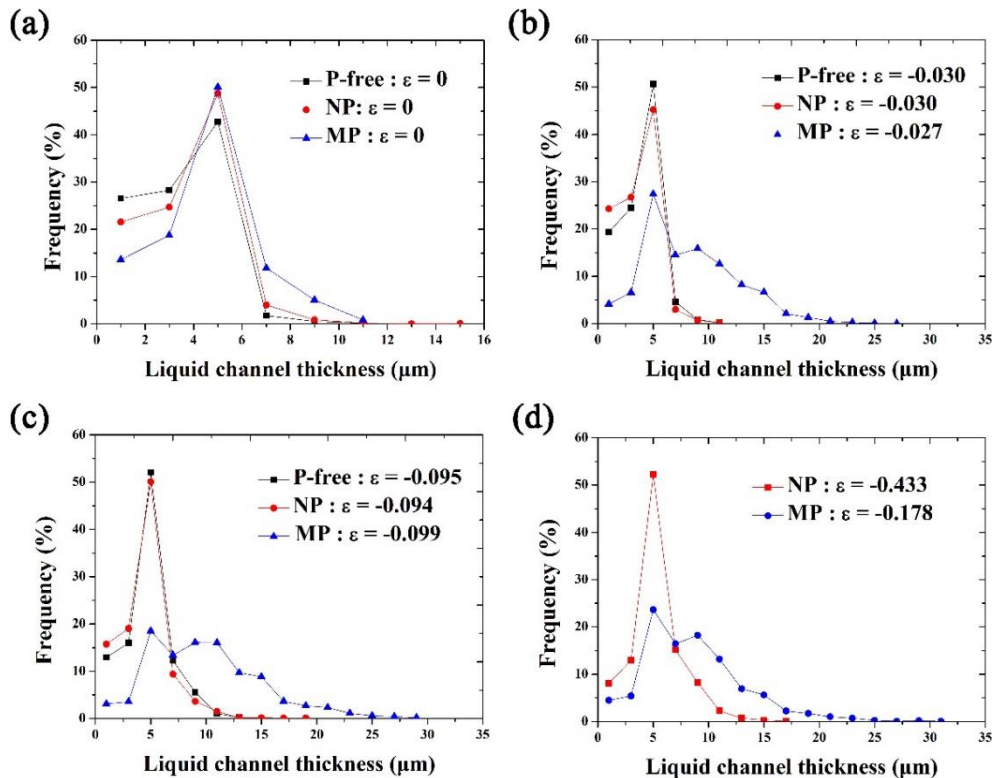 (a)
60
50
40
30
20
10
0
Frequency (%)
P-free : ε = 0
NP: ε = 0
MP : ε = 0
0 2 4 6 8 10 12 14 16
Liquid channel thickness (μm)
(b)
60
50
40
30
20
10
0
Frequency (%)
P-free : ε = -0.030
NP : ε = -0.030
MP : ε = -0.027
0 5 10 15 20 25 30 35
Liquid channel thickness (μm)
(c)
60
50
40
30
20
10
0
Frequency (%)
P-free : ε = -0.095
NP : ε = -0.094
MP : ε = -0.099
0 5 10 15 20 25 30 35
Liquid channel thickness (μm)
(d)
60
50
40
30
20
10
0
Frequency (%)
NP : ε = -0.433
MP : ε = -0.178
0 5 10 15 20 25 30 35
Liquid channel thickness (μm)